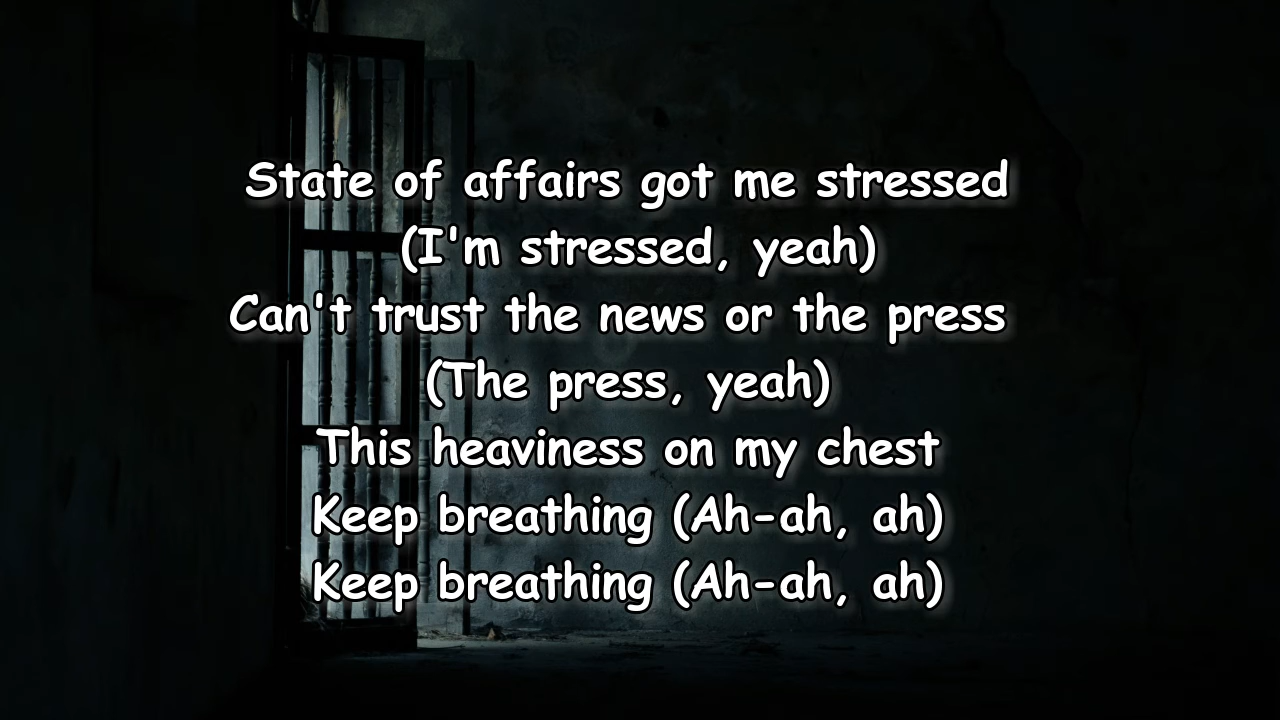 State of affairs got me stressed
(I'm stressed, yeah)
Can't trust the news or the press
(The press, yeah)
This heaviness on my chest
Keep breathing (Ah-ah, ah)
Keep breathing (Ah-ah, ah)